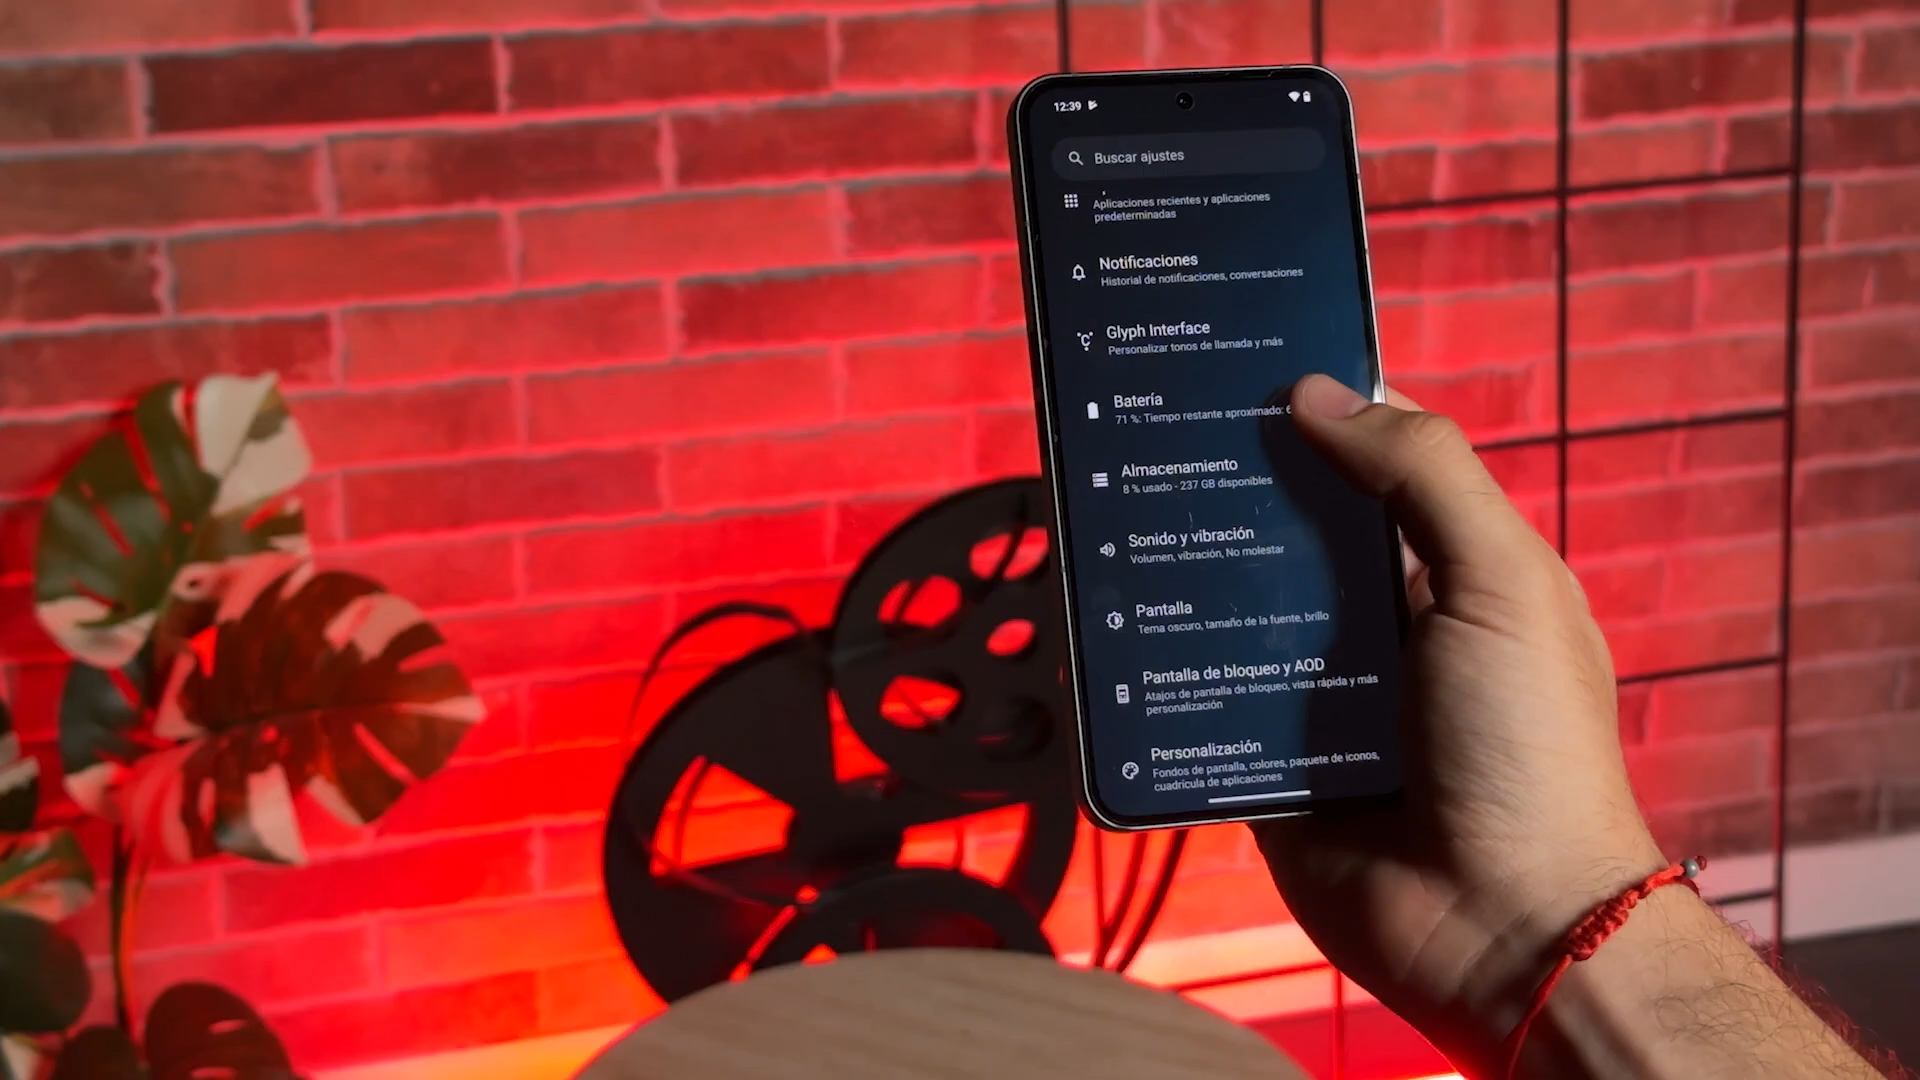 12:39
Buscar ajustes
Aplicaciones recientes y aplicaciones
predeterminadas
Notificaciones
Historial de notificaciones, conversaciones
Glyph Interface
Personalizar tonos de llamada y más
Batería
71 %: Tiempo restante aproximado:
Almacenamiento
8 % usado - 237 GB disponibles
Sonido y vibración
Volumen, vibración, No molestar
Pantalla
Tema oscuro, tamaño de la fuente, brillo
Pantalla de bloqueo y AOD
Atajos de pantalla de bloqueo, vista rápida y más
personalización
Personalización
Fondos de pantalla, colores, paquete de iconos,
cuadrícula de aplicaciones